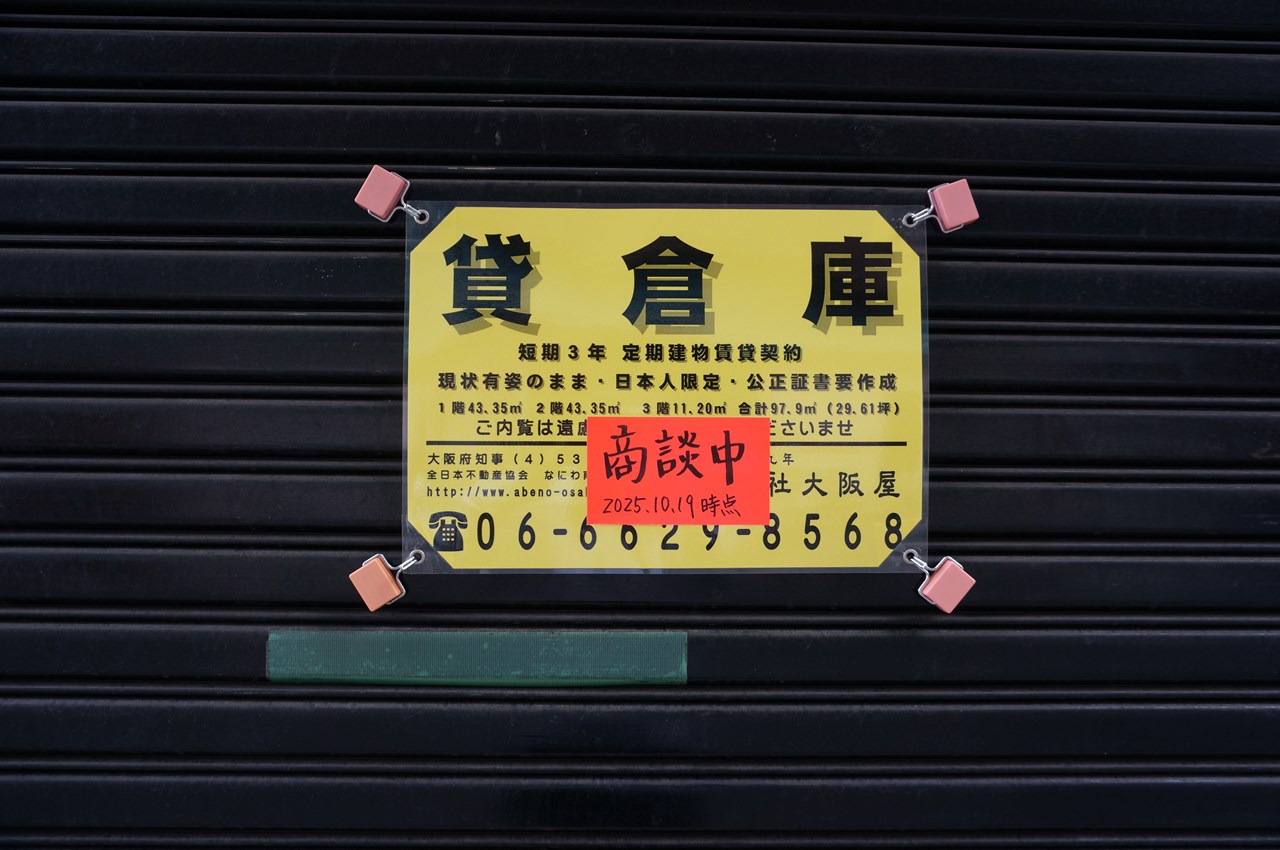 貸倉庫
短期3年 定期建物賃貸契約
現状有姿のまま・日本人限定・公正証書要作成
1階43.35㎡ 2階43.35㎡ 3階11.20㎡ 合計97.9㎡(29.61坪)
ご内覧は遠慮 ださいませ
商談中
2025.10.19時点
大阪府知事(4)53
全日本不動産協会 なにわ
http://www.abeno-osa
社大阪屋
☎06-6629-8568